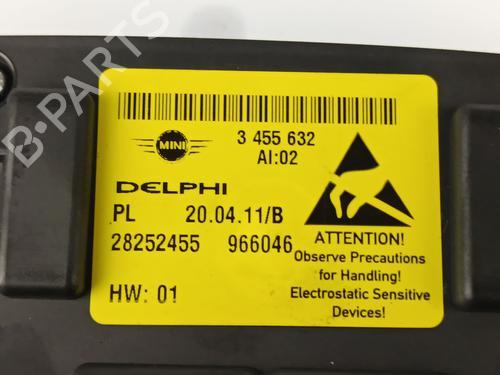 MINI
3 455 632
AI:02
DELPHI
PL 20.04.11/B
28252455 966046
HW: 01
ATTENTION!
Observe Precautions
for Handling!
Electrostatic Sensitive
Devices!
B-PARTS